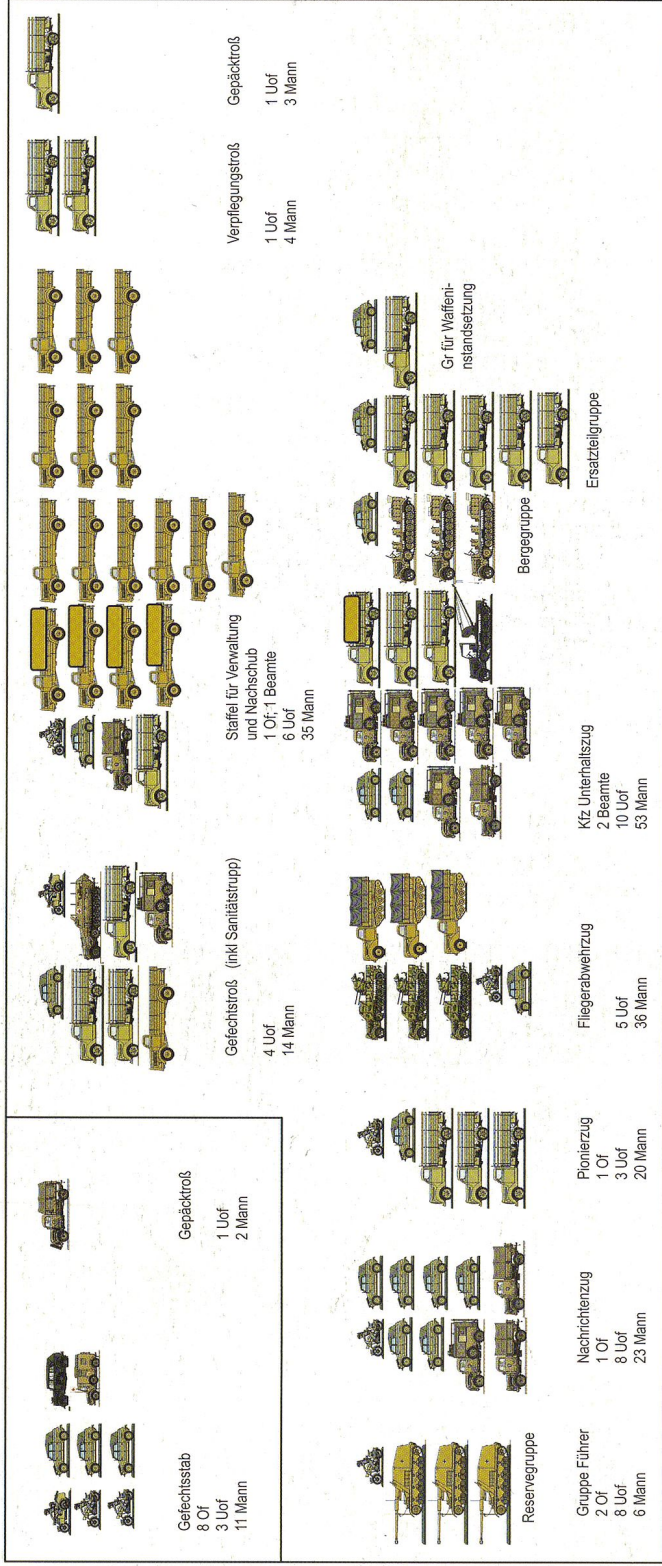 Gefechtsstab
8 Of
3 Uof
11 Mann
Gepäcktroß
1 Uof
2 Mann
Gefechtstroß (inkl Sanitätstrupp)
4 Uof
14 Mann
Staffel für Verwaltung
und Nachschub
1 Of; 1 Beamte
6 Uof
35 Mann
Verpflegungstroß
1 Uof
4 Mann
Gepäcktroß
1 Uof
3 Mann
Reservegruppe
Gruppe Führer
2 Of
8 Uof
6 Mann
Nachrichtenzug
1 Of
8 Uof
23 Mann
Pionierzug
1 Of
3 Uof
20 Mann
Fliegerabwehrzug
5 Uof
36 Mann
Kfz Unterhaltszug
2 Beamte
10 Uof
53 Mann
Bergegruppe
Ersatzteilgruppe
Gr für Waffeni-
nstandsetzung